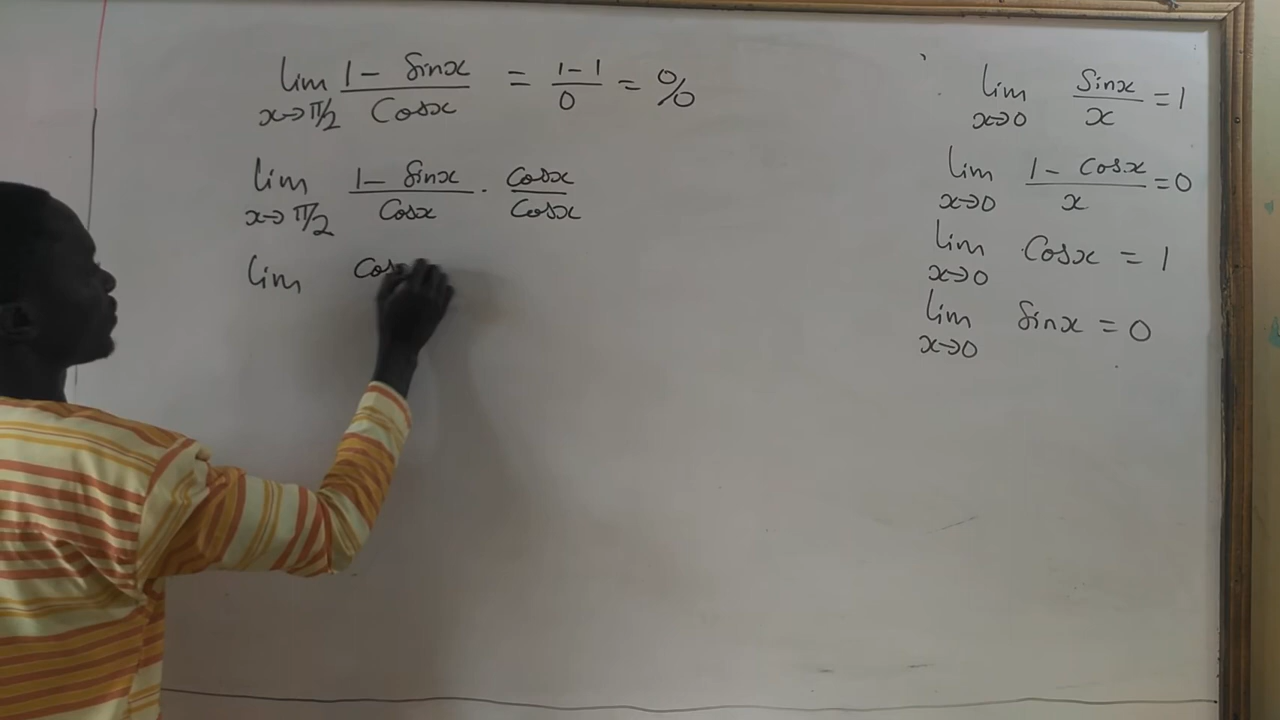 lim x→π/2 1 - Sinx / Cosx = 1-1 / 0 = 0/0
lim x→π/2 1 - Sinx / Cosx · Cosx / Cosx
lim Cos
lim x→0 Sinx / x = 1
lim x→0 1 - Cosx / x = 0
lim x→0 Cosx = 1
lim x→0 Sinx = 0